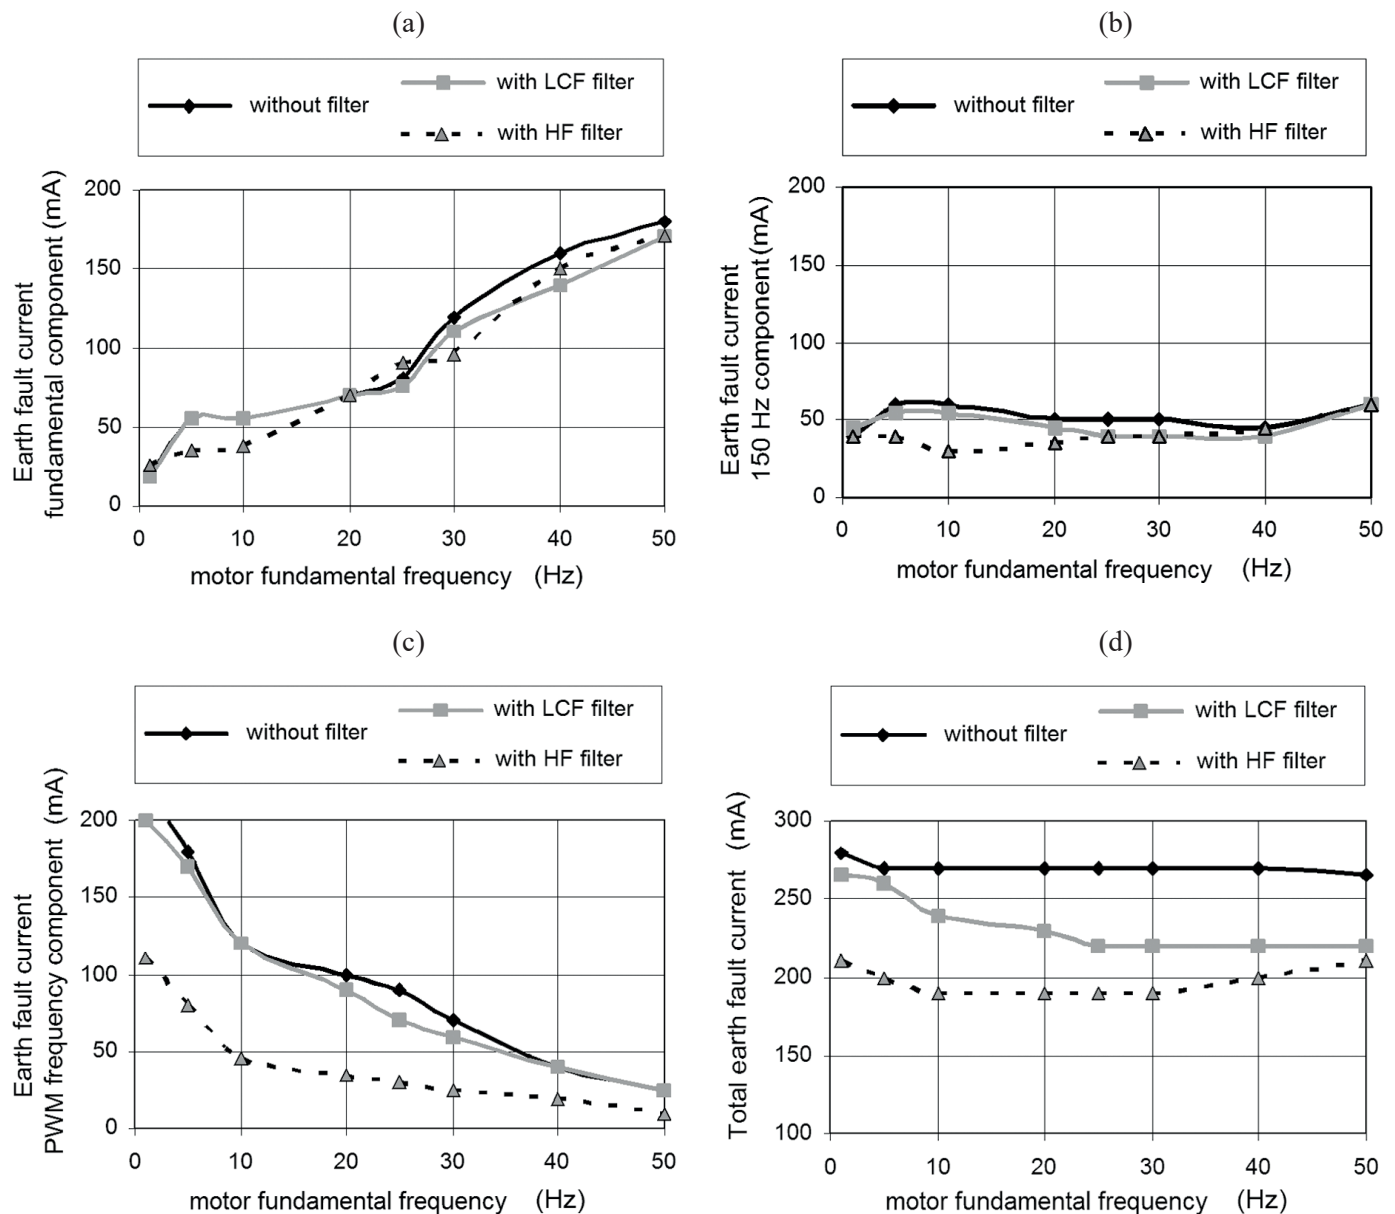 (a)
without filter
with LCF filter
with HF filter
Earth fault current
fundamental component (mA)
200
150
100
50
0
0 10 20 30 40 50
motor fundamental frequency (Hz)
(b)
without filter
with LCF filter
with HF filter
Earth fault current
150 Hz component (mA)
200
150
100
50
0
0 10 20 30 40 50
motor fundamental frequency (Hz)
(c)
without filter
with LCF filter
with HF filter
Earth fault current
PWM frequency component (mA)
200
150
100
50
0
0 10 20 30 40 50
motor fundamental frequency (Hz)
(d)
without filter
with LCF filter
with HF filter
Total earth fault current (mA)
300
250
200
150
100
0 10 20 30 40 50
motor fundamental frequency (Hz)